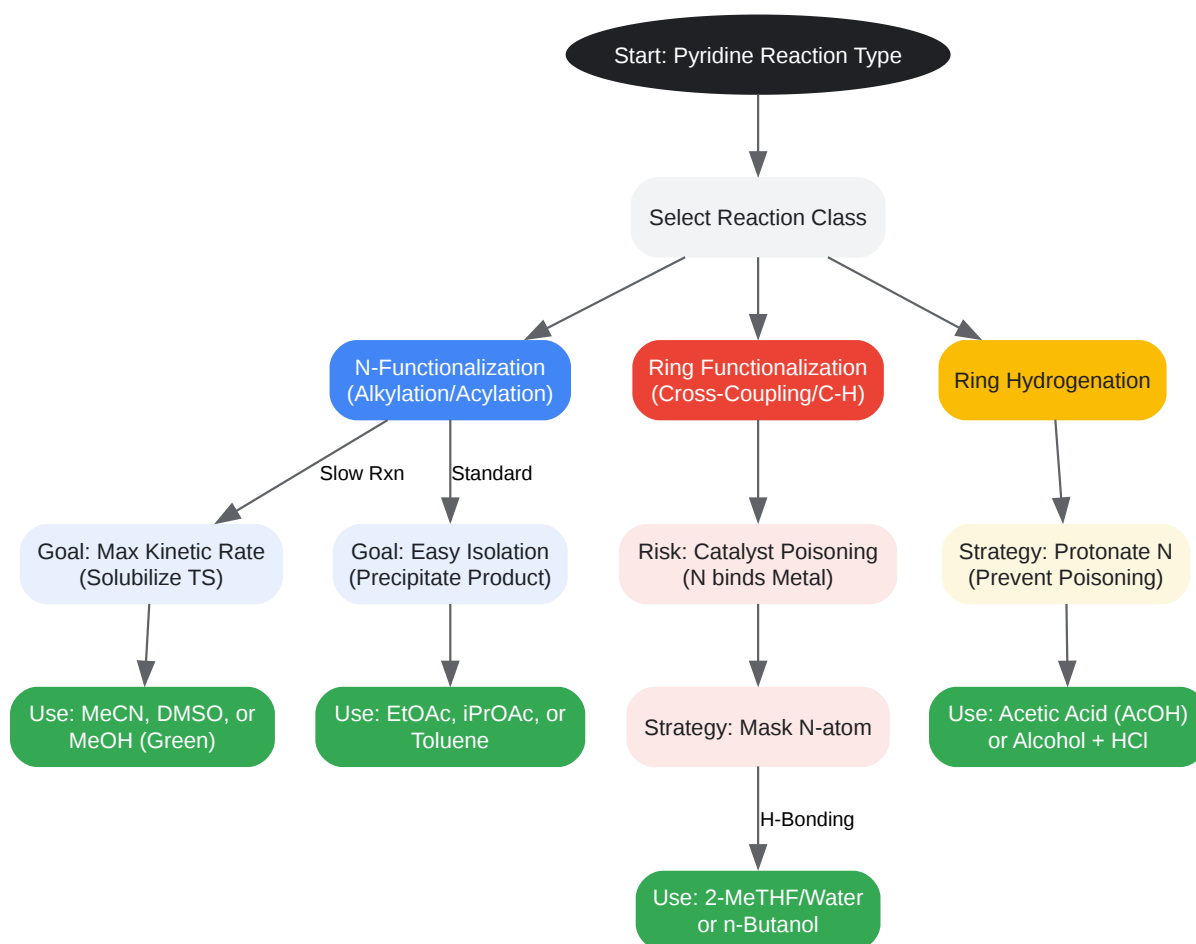 Start: Pyridine Reaction Type
Select Reaction Class
N-Functionalization
(Alkylation/Acylation)
Ring Functionalization
(Cross-Coupling/C-H)
Ring Hydrogenation
Slow Rxn
Standard
Goal: Max Kinetic Rate
(Solubilize TS)
Goal: Easy Isolation
(Precipitate Product)
Risk: Catalyst Poisoning
(N binds Metal)
Strategy: Protonate N
(Prevent Poisoning)
Use: MeCN, DMSO, or
MeOH (Green)
Use: EtOAc, iPrOAc, or
Toluene
Strategy: Mask N-atom
Use: Acetic Acid (AcOH)
or Alcohol + HCl
H-Bonding
Use: 2-MeTHF/Water
or n-Butanol